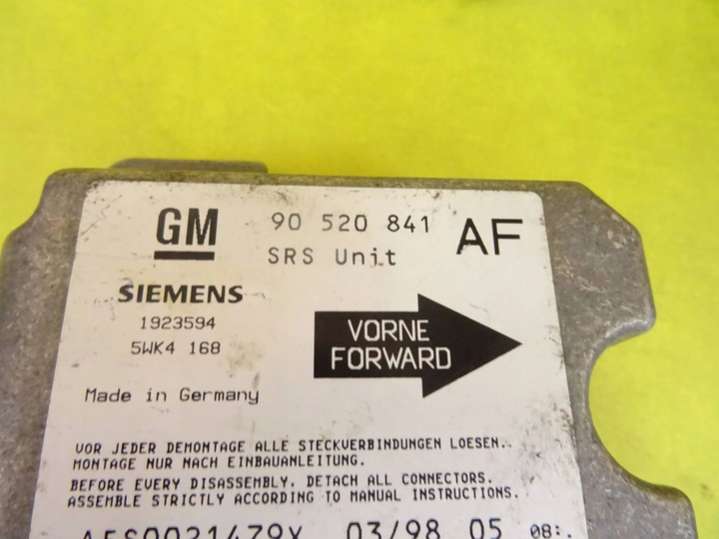 GM 90 520 841 AF
SRS Unit
SIEMENS
1923594
5WK4 168
VORNE
FORWARD
Made in Germany
VOR JEDER DEMONTAGE ALLE STECKVERBINDUNGEN LOESEN.
MONTAGE NUR NACH EINBAUANLEITUNG.
BEFORE EVERY DISASSEMBLY. DETACH ALL CONNECTORS.
ASSEMBLE STRICTLY ACCORDING TO MANUAL INSTRUCTIONS.
AFS0021479X 03/98 05 08: